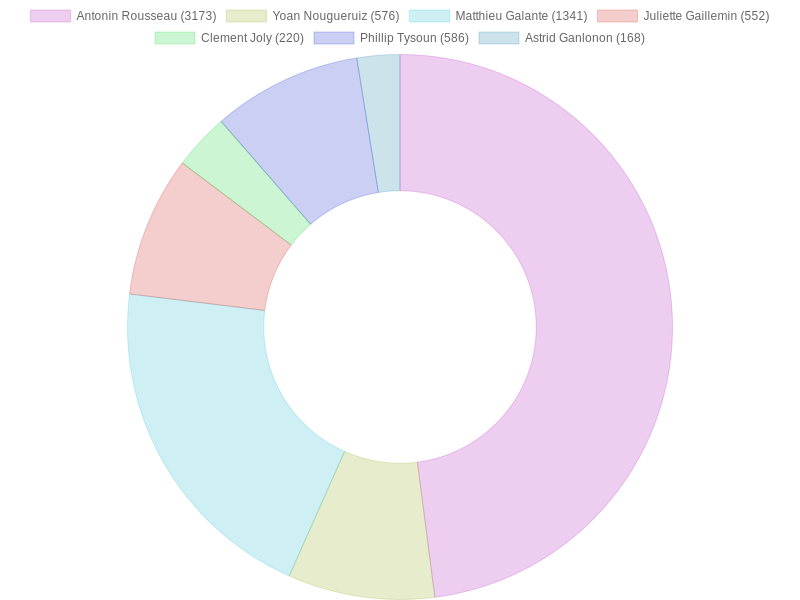 Antonin Rousseau (3173) Yoan Nougueruiz (576) Matthieu Galante (1341) Juliette Gaillemin (552)
Clement Joly (220) Phillip Tysoun (586) Astrid Ganlonon (168)